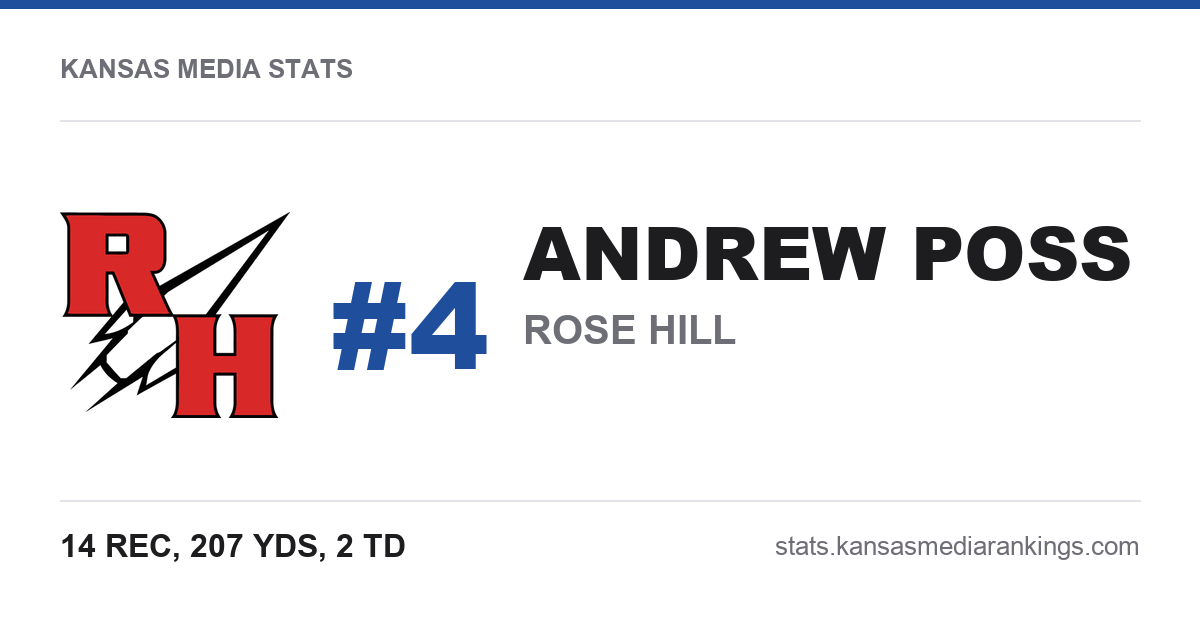 KANSAS MEDIA STATS
RH
#4
ANDREW POSS
ROSE HILL
14 REC, 207 YDS, 2 TD
stats.kansasmediarankings.com